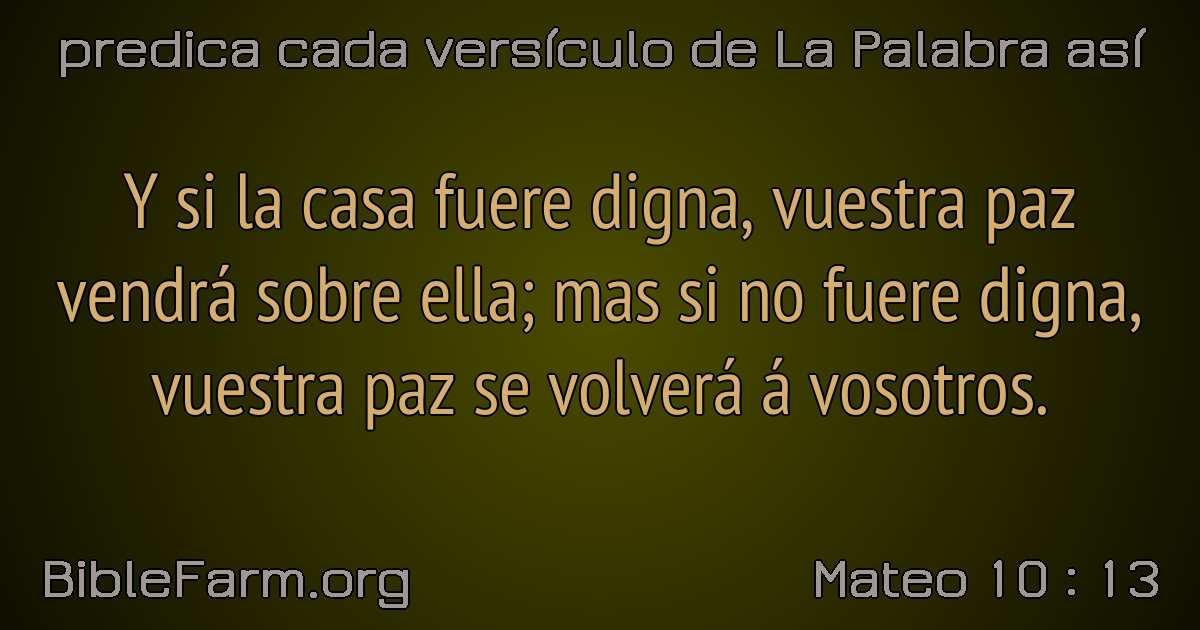 predica cada versículo de La Palabra así
Y si la casa fuere digna, vuestra paz
vendrá sobre ella; mas si no fuere digna,
vuestra paz se volverá á vosotros.
BibleFarm.org
Mateo 10 : 13